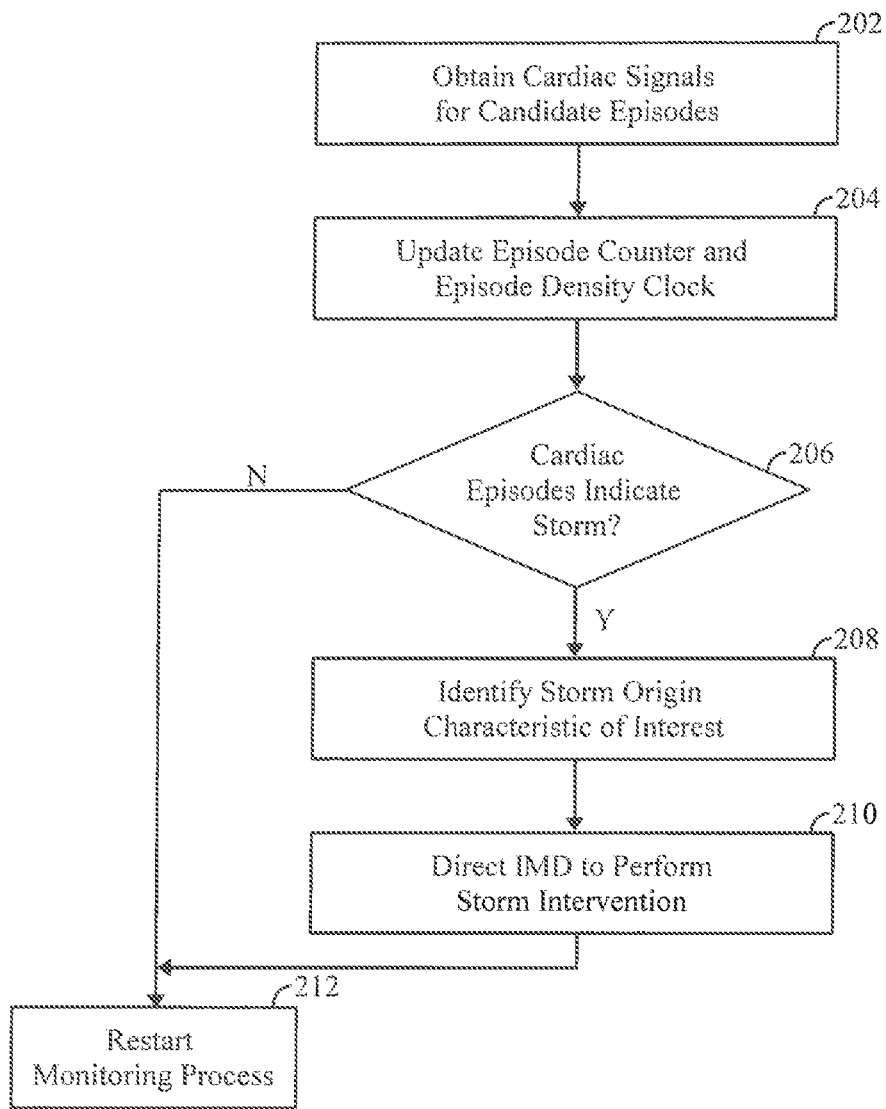 202
Obtain Cardiac Signals
for Candidate Episodes
204
Update Episode Counter and
Episode Density Clock
206
Cardiac
Episodes Indicate
Storm?
N
Y
208
Identify Storm Origin
Characteristic of Interest
210
Direct IMD to Perform
Storm Intervention
212
Restart
Monitoring Process